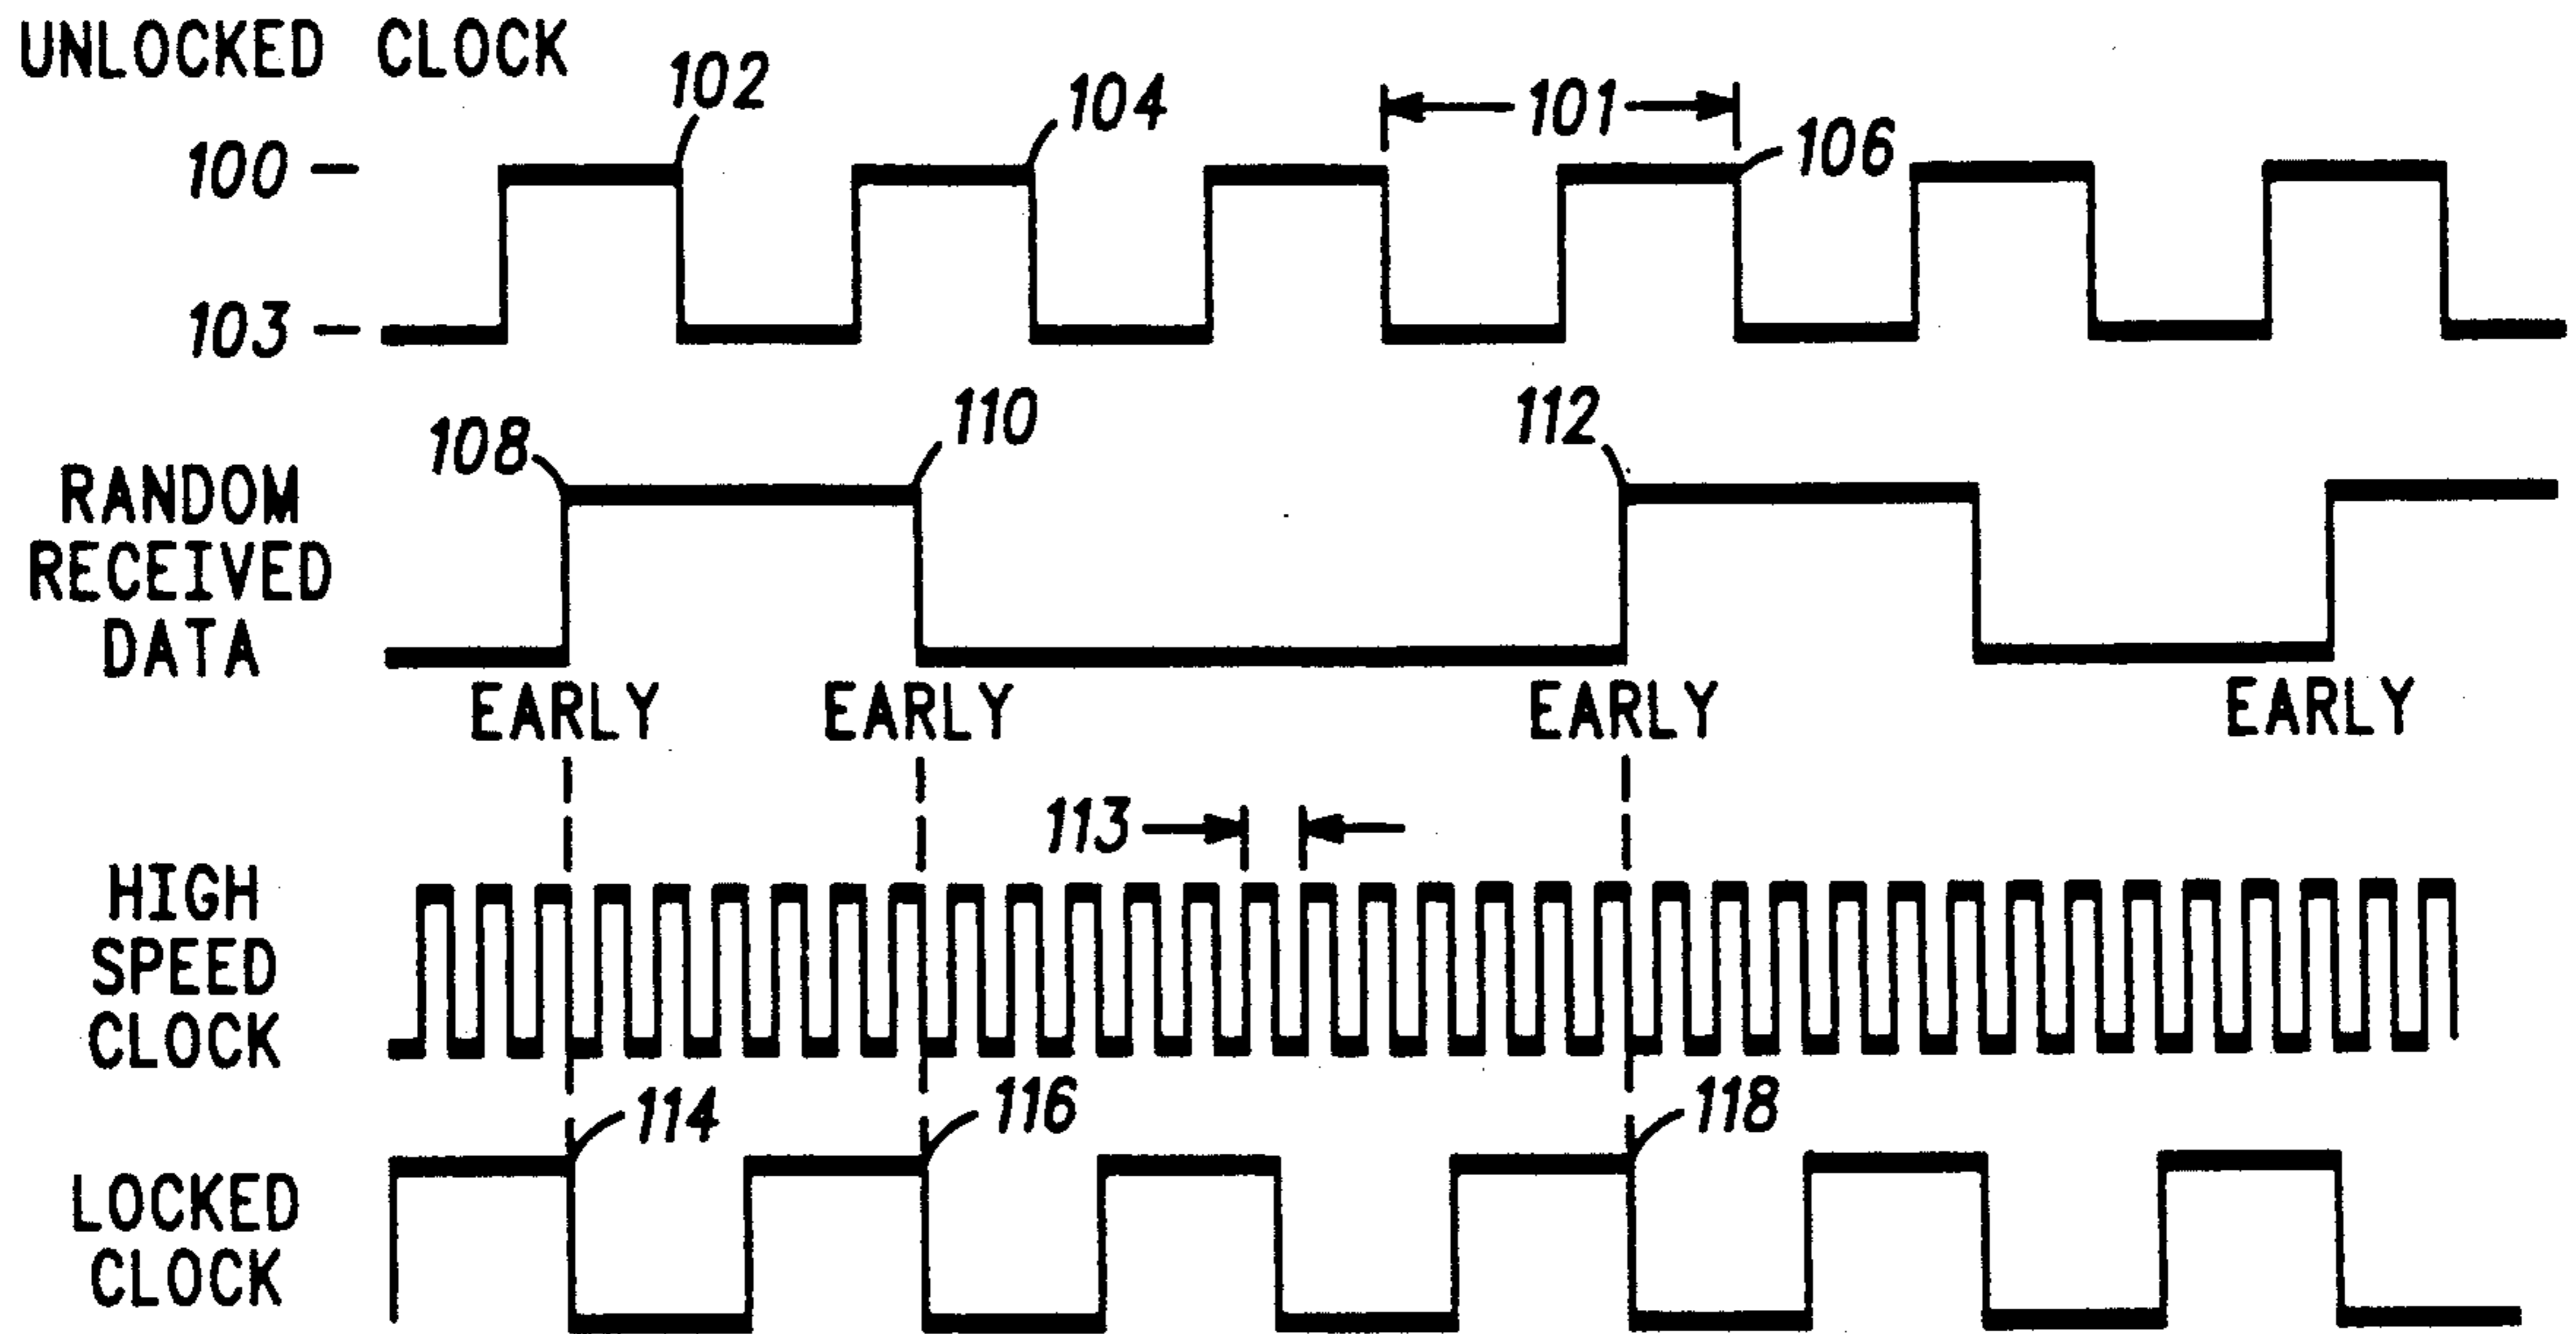 UNLOCKED CLOCK
102
104
101
106
100
103
108
110
112
RANDOM
RECEIVED
DATA
EARLY EARLY EARLY EARLY
113
HIGH
SPEED
CLOCK
114
116
118
LOCKED
CLOCK